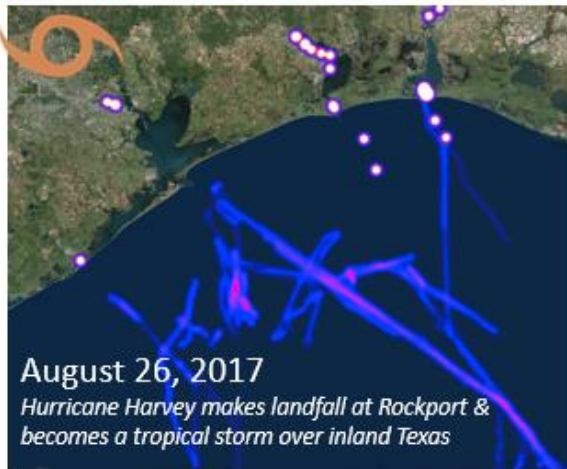 August 26, 2017
Hurricane Harvey makes landfall at Rockport &
becomes a tropical storm over inland Texas